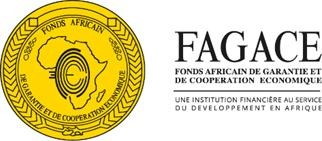 FONDS AFRICAIN
DE GARANTIE ET DE COOPERATION ECONOMIQUE
FAGACE
FONDS AFRICAIN DE GARANTIE ET
DE COOPERATION ECONOMIQUE
UNE INSTITUTION FINANCIÈRE AU SERVICE
DU DEVELOPPEMENT EN AFRIQUE